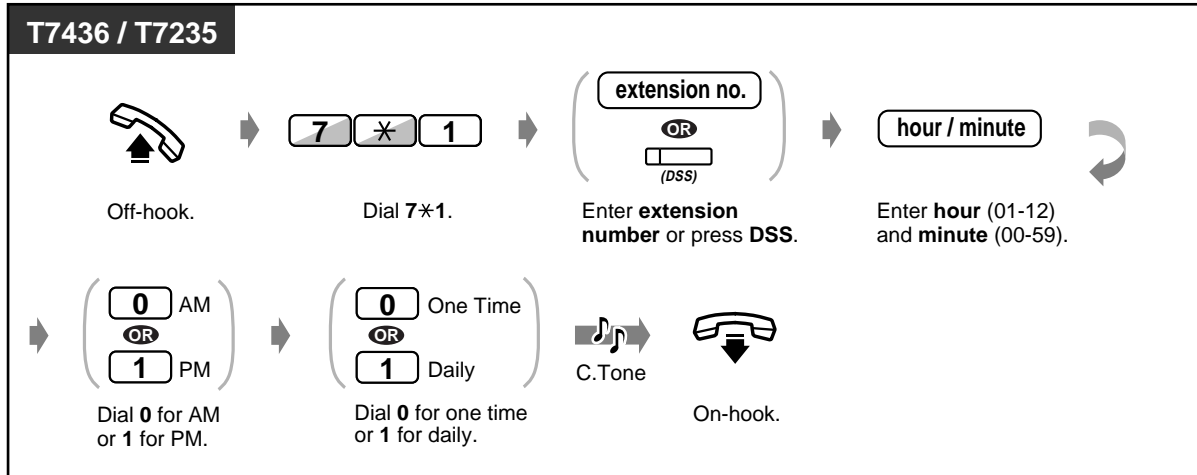 T7436 / T7235
7 ✳ 1
extension no.
OR
(DSS)
hour / minute
Off-hook.
Dial 7✳1.
Enter extension
number or press DSS.
Enter hour (01-12)
and minute (00-59).
0 AM
OR
1 PM
0 One Time
OR
1 Daily
C.Tone
Dial 0 for AM
or 1 for PM.
Dial 0 for one time
or 1 for daily.
On-hook.